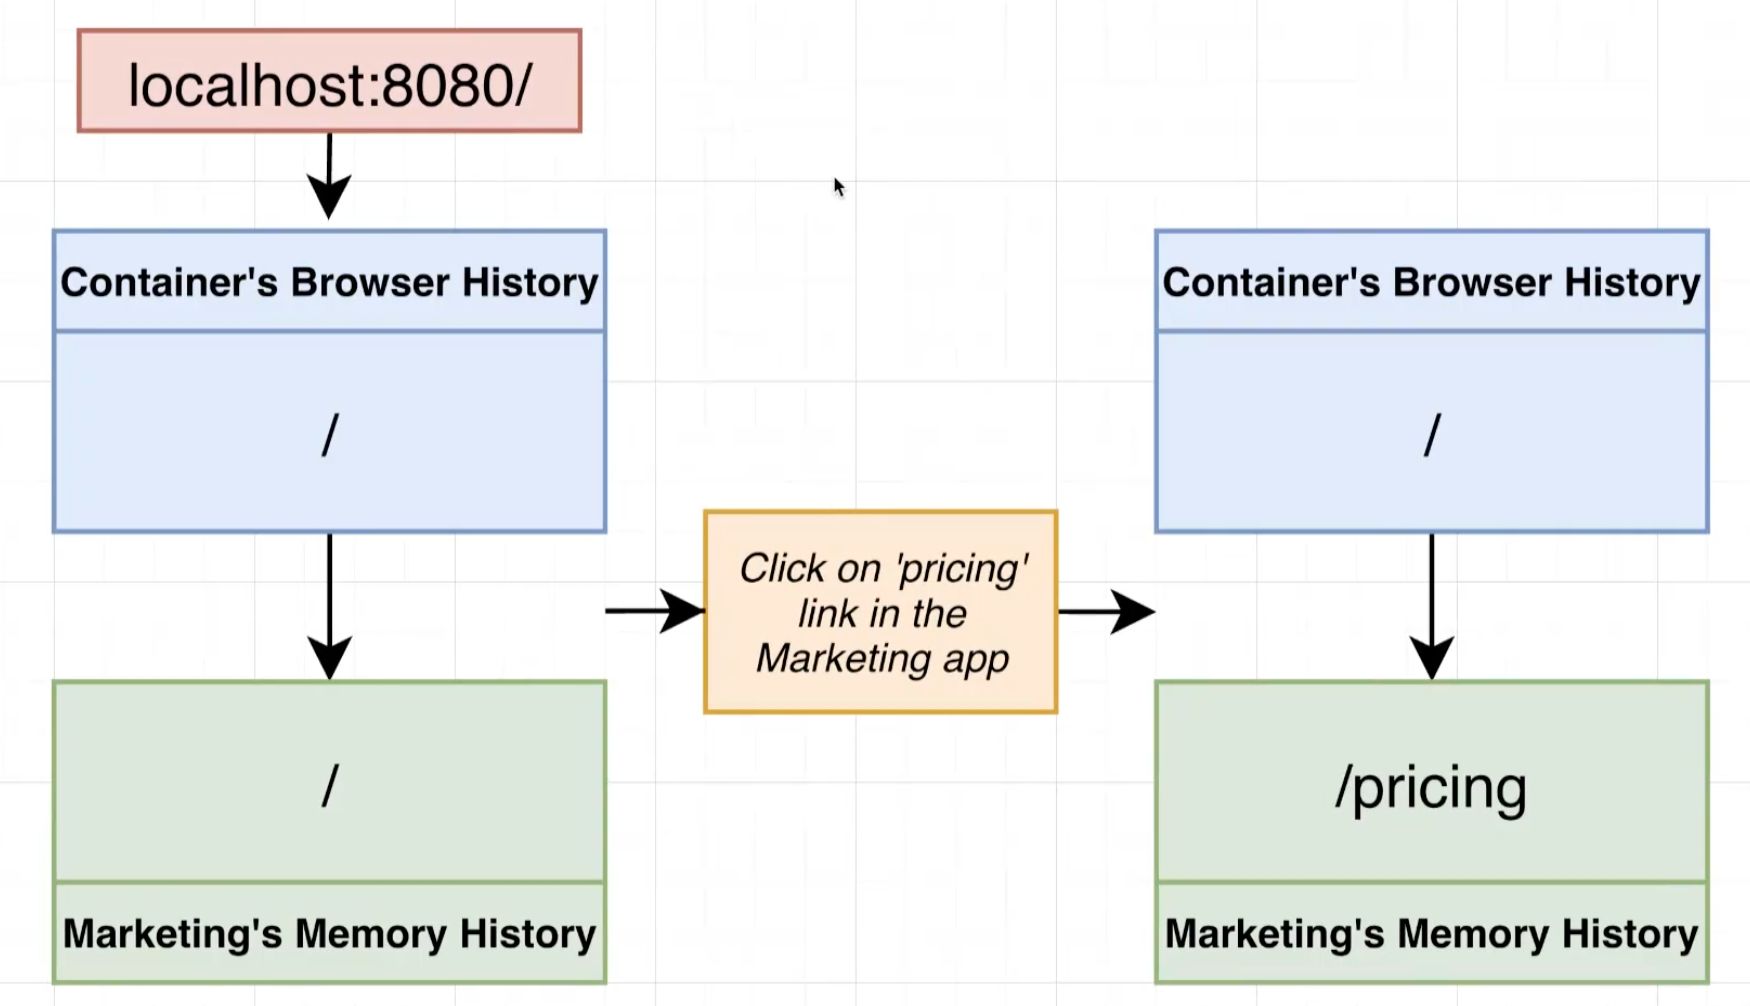 localhost:8080/
Container's Browser History
/
/
Marketing's Memory History
Click on 'pricing'
link in the
Marketing app
Container's Browser History
/
/pricing
Marketing's Memory History